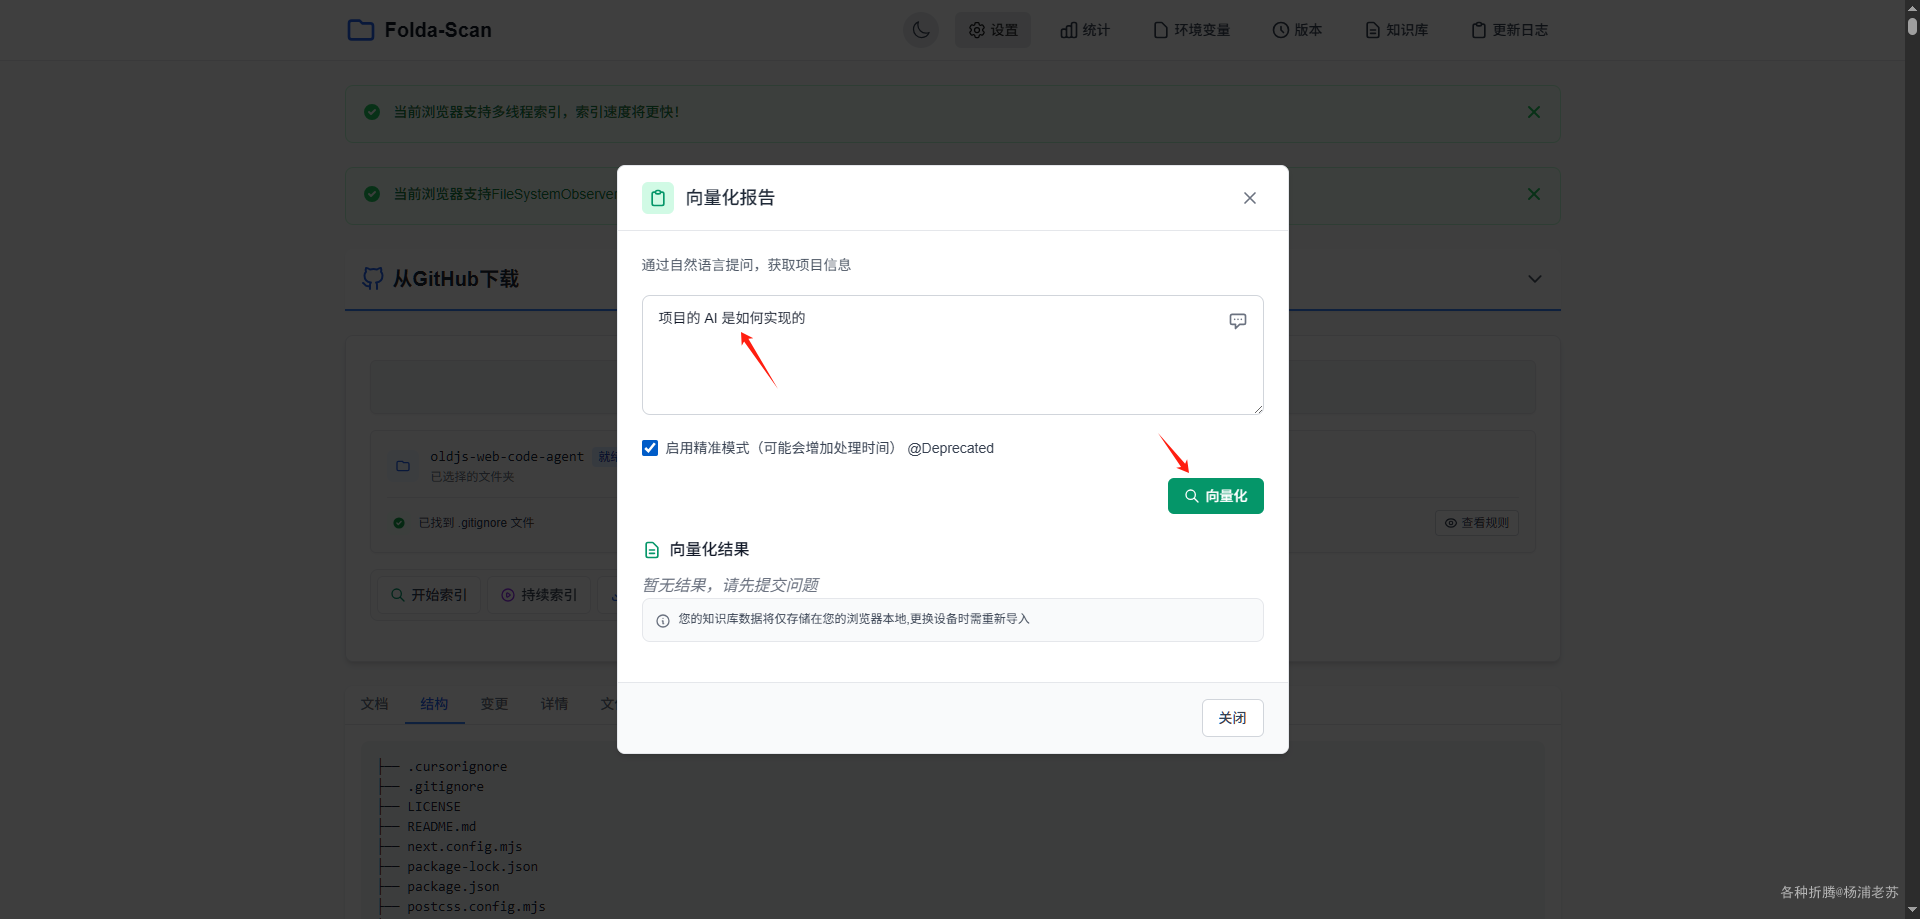 Folda-Scan
设置
统计
环境变量
版本
知识库
更新日志
当前浏览器支持多线程索引，索引速度将更快！
当前浏览器支持FileSystemObserver
向量化报告
通过自然语言提问，获取项目信息
从GitHub下载
项目的 AI 是如何实现的
启用精准模式（可能会增加处理时间） @Deprecated
oldjs-web-code-agent
已选择的文件夹
向量化
已找到 .gitignore 文件
查看规则
向量化结果
暂无结果，请先提交问题
开始索引
持续索引
您的知识库数据将仅存储在您的浏览器本地,更换设备时需重新导入
文档
结构
变更
详情
关闭
├── .cursorignore
├── .gitignore
├── LICENSE
├── README.md
├── next.config.mjs
├── package-lock.json
├── package.json
├── postcss.config.mjs
各种折腾@杨浦老苏